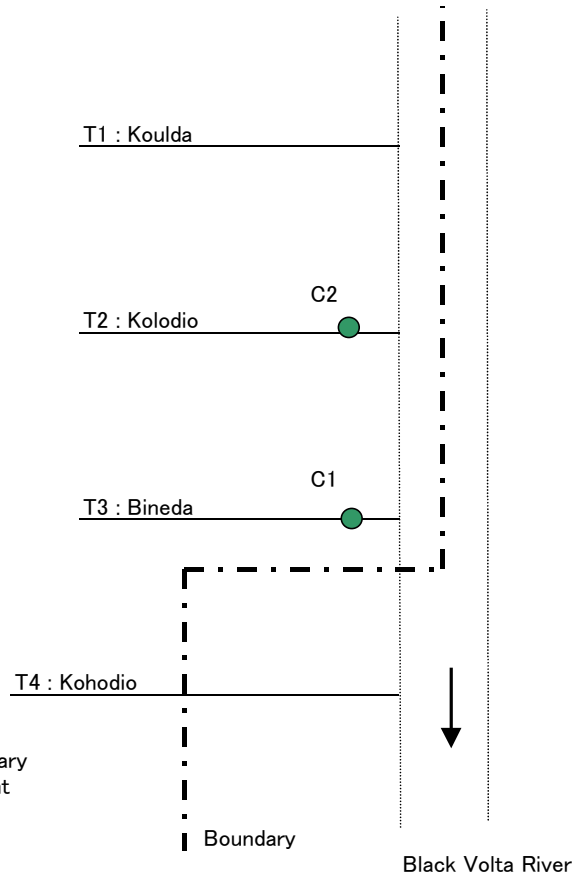 T1 : Koulda
C2
T2 : Kolodio
C1
T3 : Bineda
T4 : Kohodio
Boundary
Black Volta River